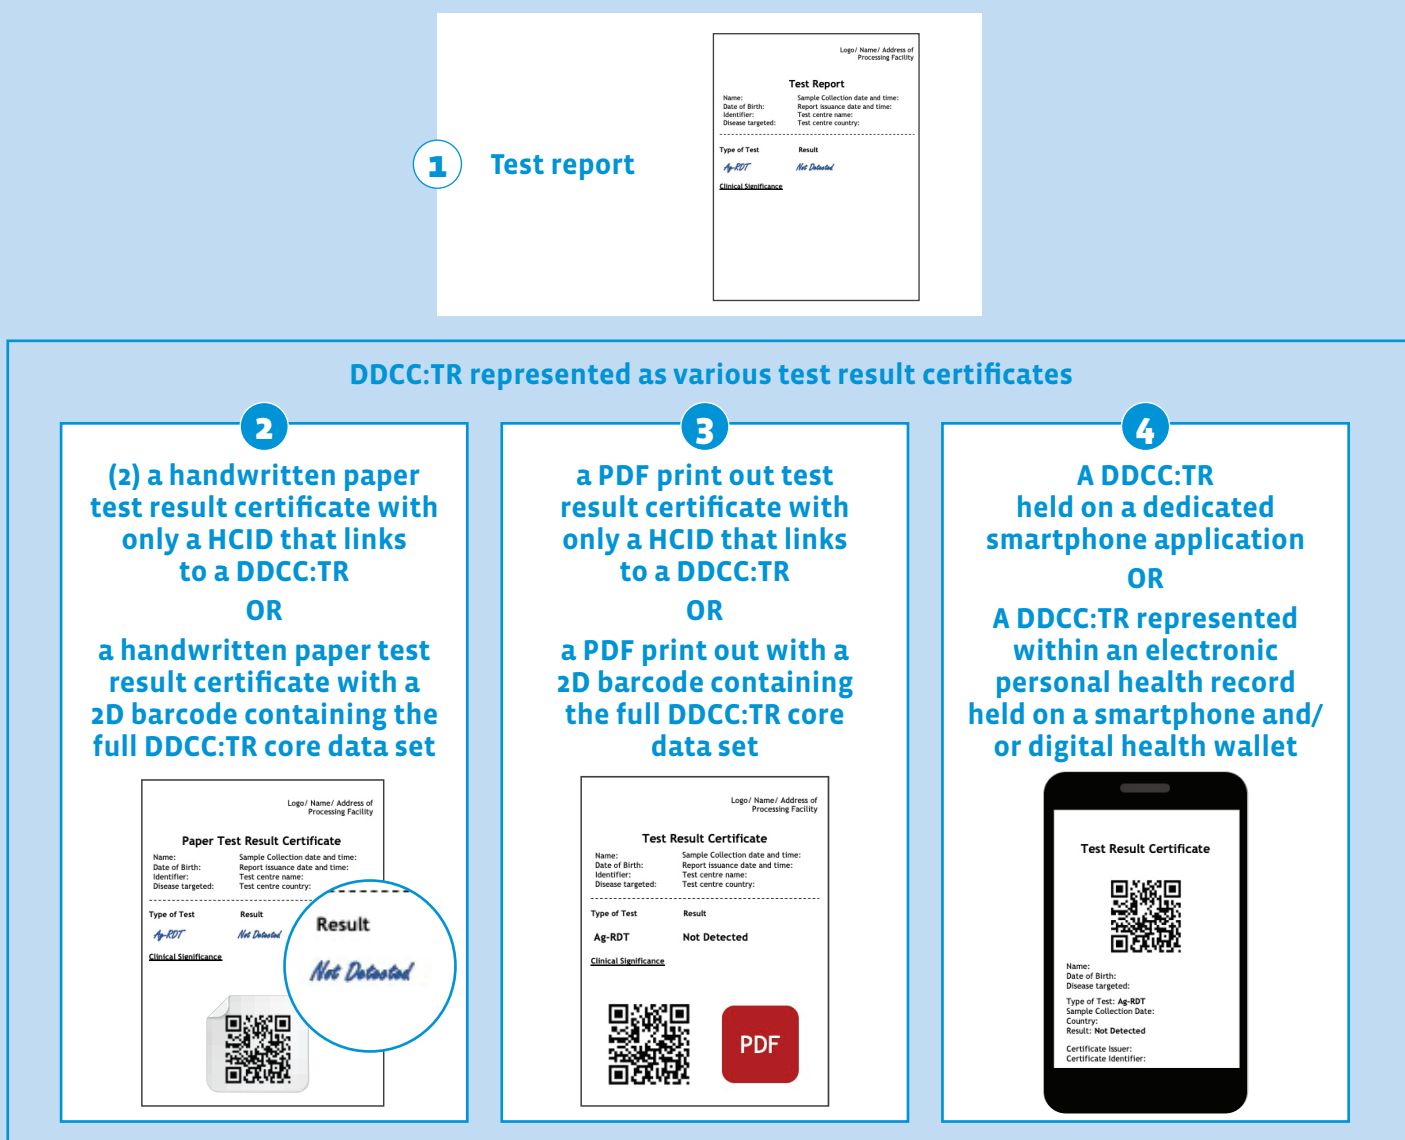 Logo/ Name/ Address of
Processing Facility
Test Report
Name:
Date of Birth:
Identifier:
Disease targeted:
Sample Collection date and time:
Report issuance date and time:
Test centre name:
Test centre country:
Type of Test
Result
Ag-RDT
Not Detected
Clinical Significance
1
Test report
DDCC:TR represented as various test result certificates
2
(2) a handwritten paper
test result certificate with
only a HCID that links
to a DDCC:TR
OR
a handwritten paper test
result certificate with a
2D barcode containing the
full DDCC:TR core data set
Logo/ Name/ Address of
Processing Facility
Paper Test Result Certificate
Name:
Date of Birth:
Identifier:
Disease targeted:
Sample Collection date and time:
Report issuance date and time:
Test centre name:
Test centre country:
Type of Test
Result
Ag-RDT
Not Detected
Clinical Significance
Result
Not Detected
3
a PDF print out test
result certificate with
only a HCID that links
to a DDCC:TR
OR
a PDF print out with a
2D barcode containing
the full DDCC:TR core
data set
Logo/ Name/ Address of
Processing Facility
Test Result Certificate
Name:
Date of Birth:
Identifier:
Disease targeted:
Sample Collection date and time:
Report issuance date and time:
Test centre name:
Test centre country:
Type of Test
Result
Ag-RDT
Not Detected
Clinical Significance
PDF
4
A DDCC:TR
held on a dedicated
smartphone application
OR
A DDCC:TR represented
within an electronic
personal health record
held on a smartphone and/
or digital health wallet
Test Result Certificate
Name:
Date of Birth:
Disease targeted:
Type of Test: Ag-RDT
Sample Collection Date:
Country:
Result: Not Detected
Certificate Issuer:
Certificate Identifier: